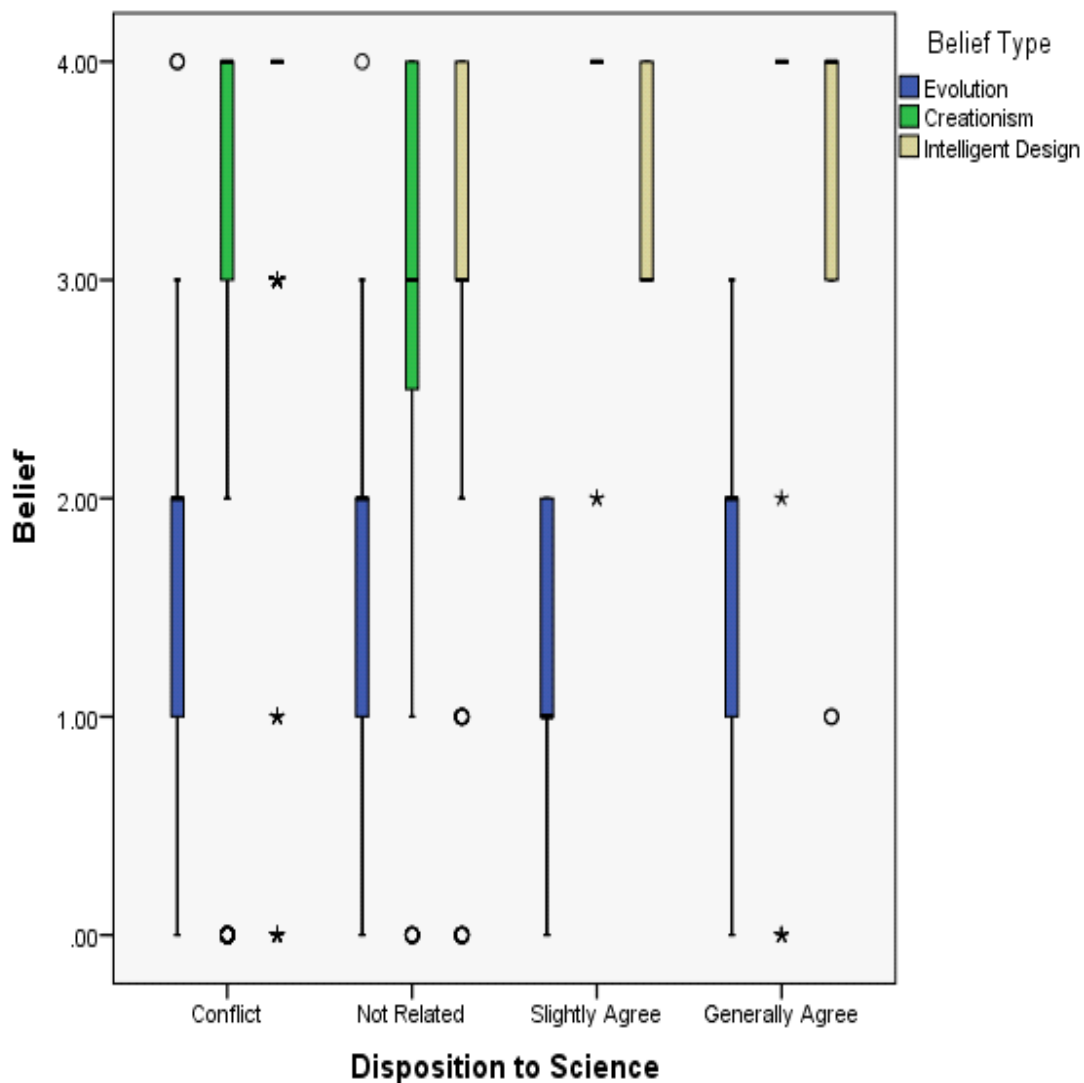 Belief Type
Evolution
Creationism
Intelligent Design
4.00
3.00
2.00
1.00
.00
Belief
Conflict
Not Related
Slightly Agree
Generally Agree
Disposition to Science